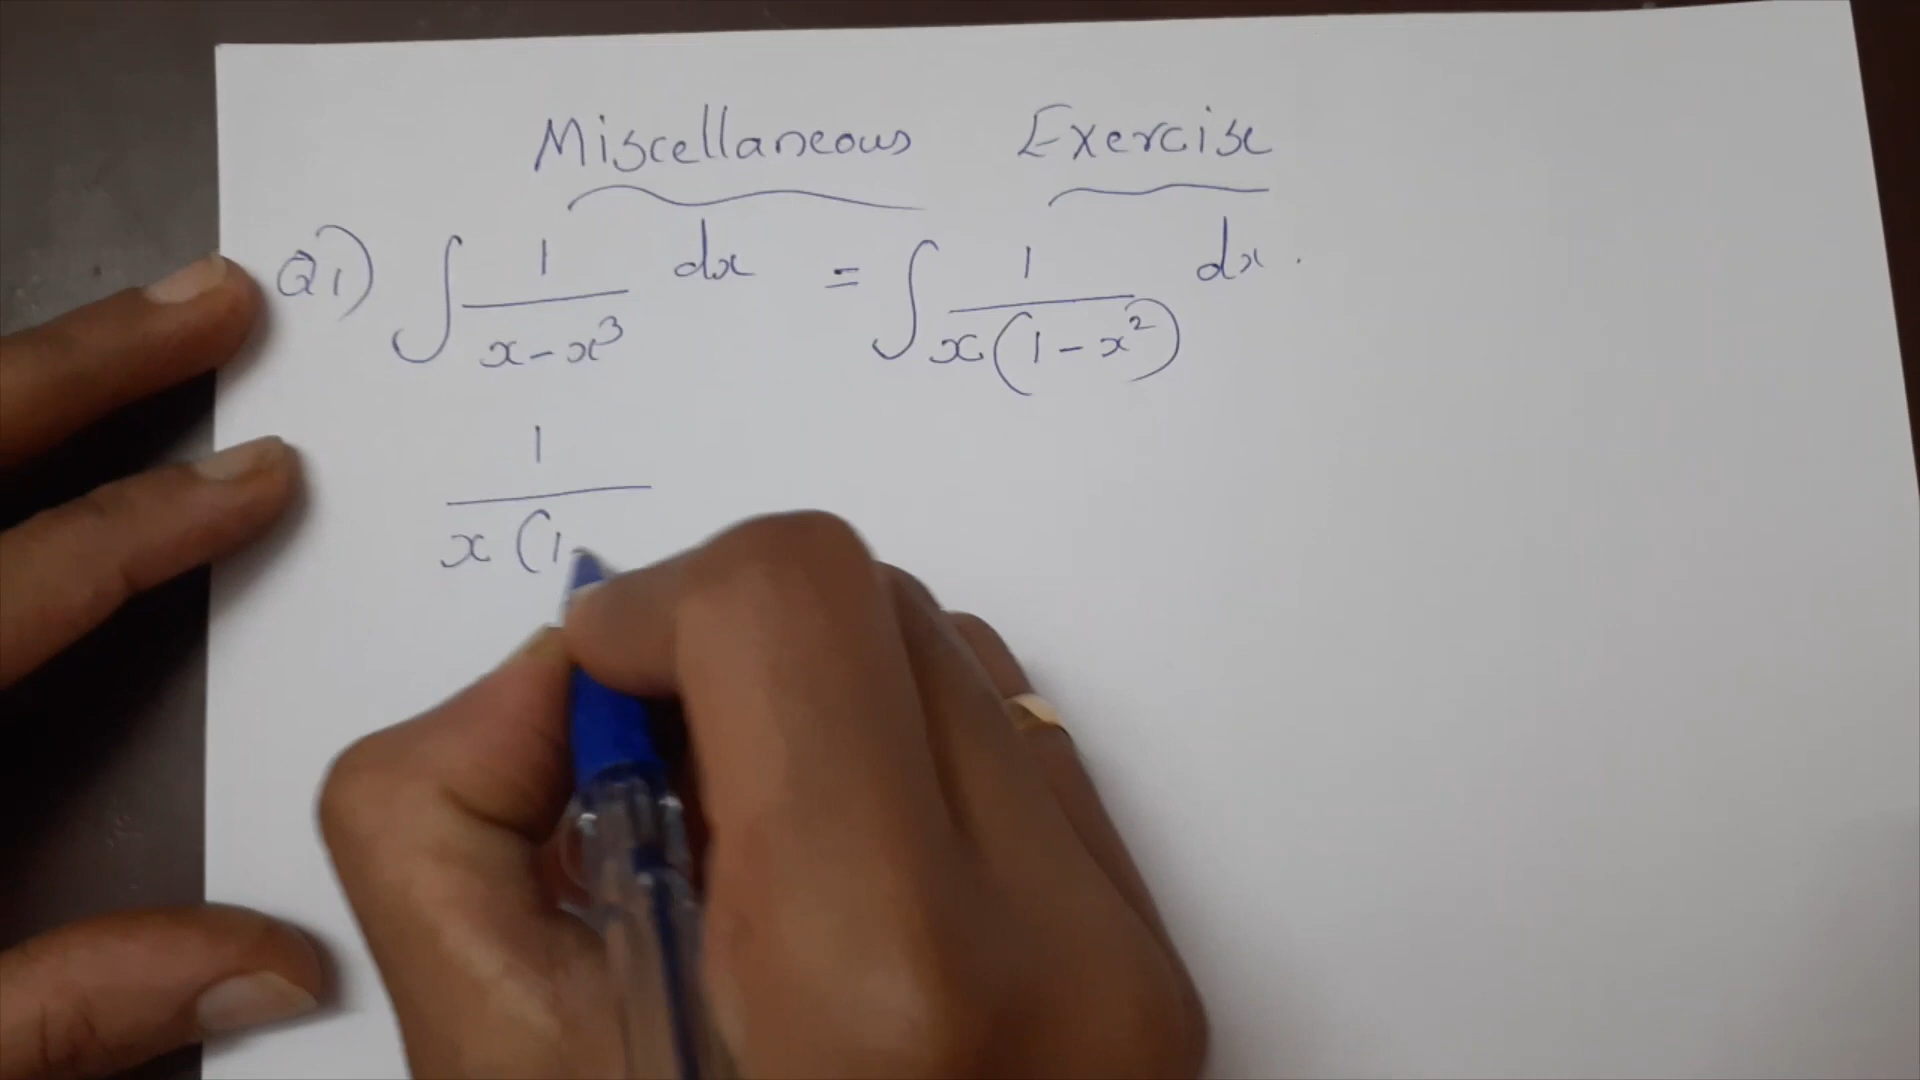 Miscellaneous Exercise
Q1) ∫ 1/(x-x³) dx = ∫ 1/(x(1-x²)) dx.
1/(x(1-